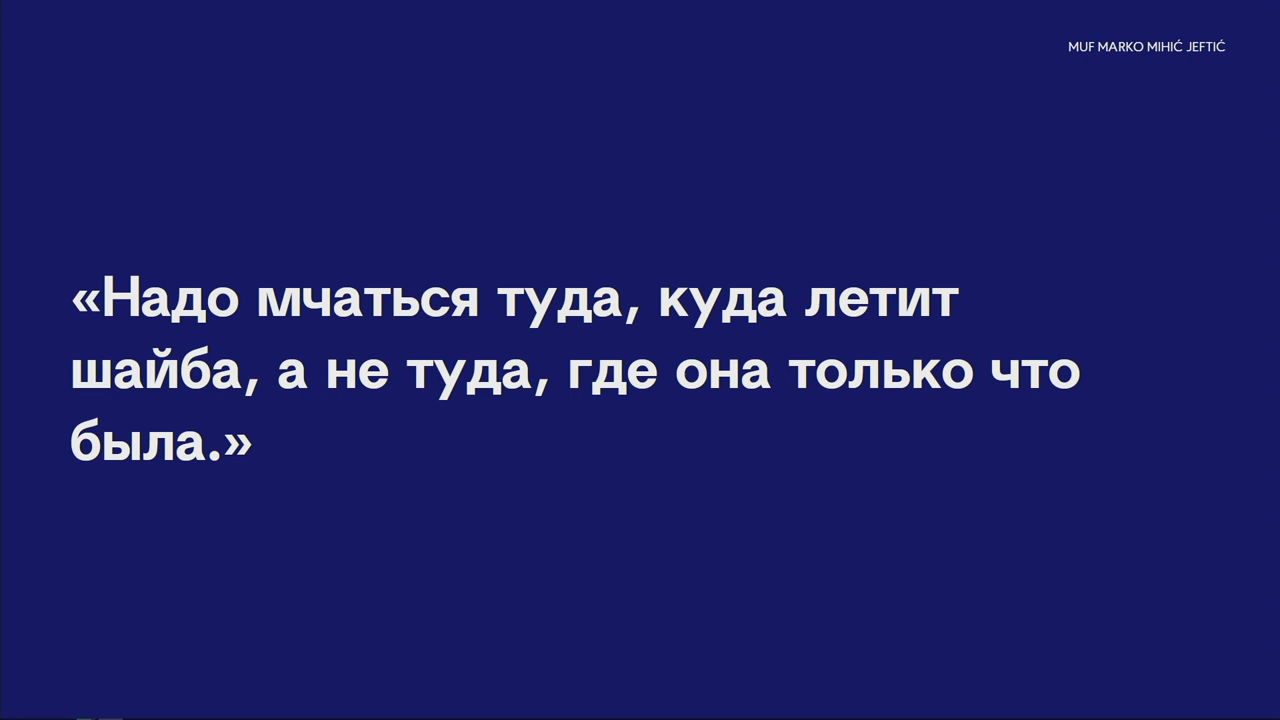 MUF MARKO MIHIĆ JEFTIĆ
«Надо мчаться туда, куда летит
шайба, а не туда, где она только что
была.»